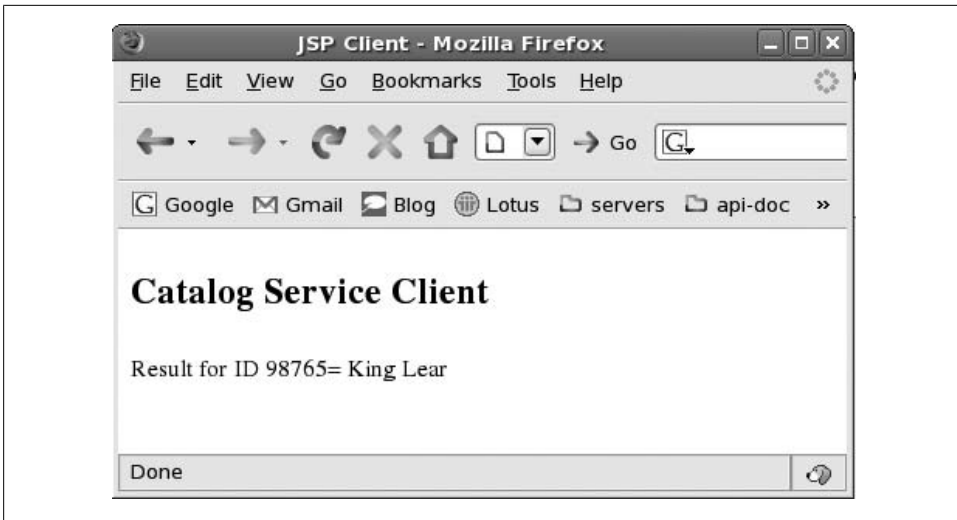 JSP Client - Mozilla Firefox
File Edit View Go Bookmarks Tools Help
Go G
G Google Gmail Blog Lotus servers api-doc »
Catalog Service Client
Result for ID 98765= King Lear
Done